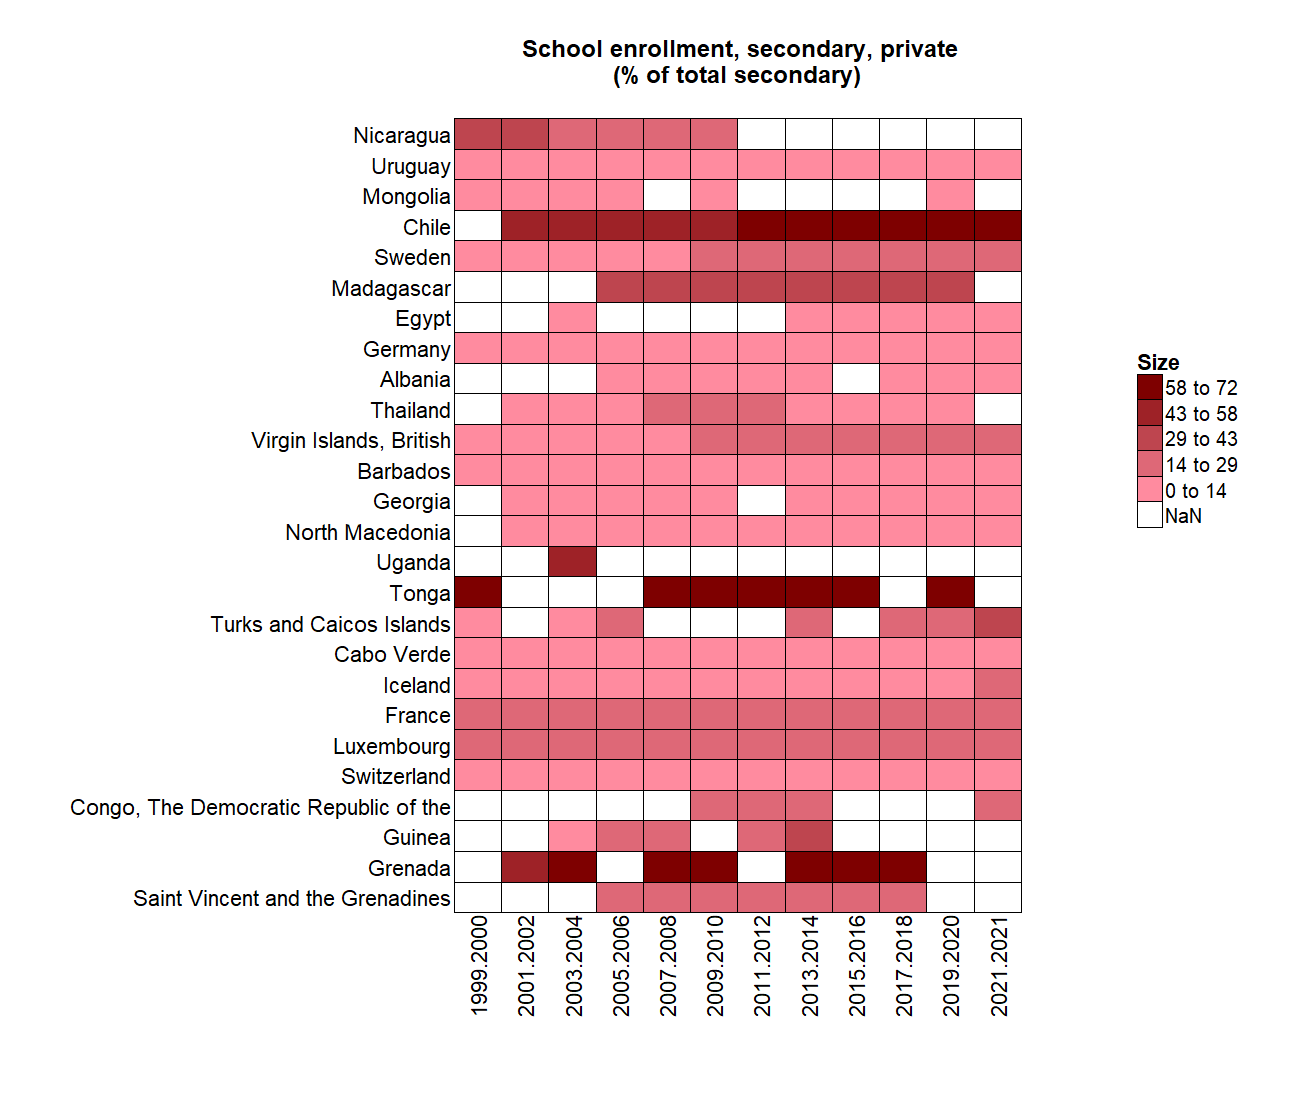 School enrollment, secondary, private
(% of total secondary)
Nicaragua
Uruguay
Mongolia
Chile
Sweden
Madagascar
Egypt
Germany
Albania
Thailand
Virgin Islands, British
Barbados
Georgia
North Macedonia
Uganda
Tonga
Turks and Caicos Islands
Cabo Verde
Iceland
France
Luxembourg
Switzerland
Congo, The Democratic Republic of the
Guinea
Grenada
Saint Vincent and the Grenadines
1999.2000
2001.2002
2003.2004
2005.2006
2007.2008
2009.2010
2011.2012
2013.2014
2015.2016
2017.2018
2019.2020
2021.2021
Size
58 to 72
43 to 58
29 to 43
14 to 29
0 to 14
NaN